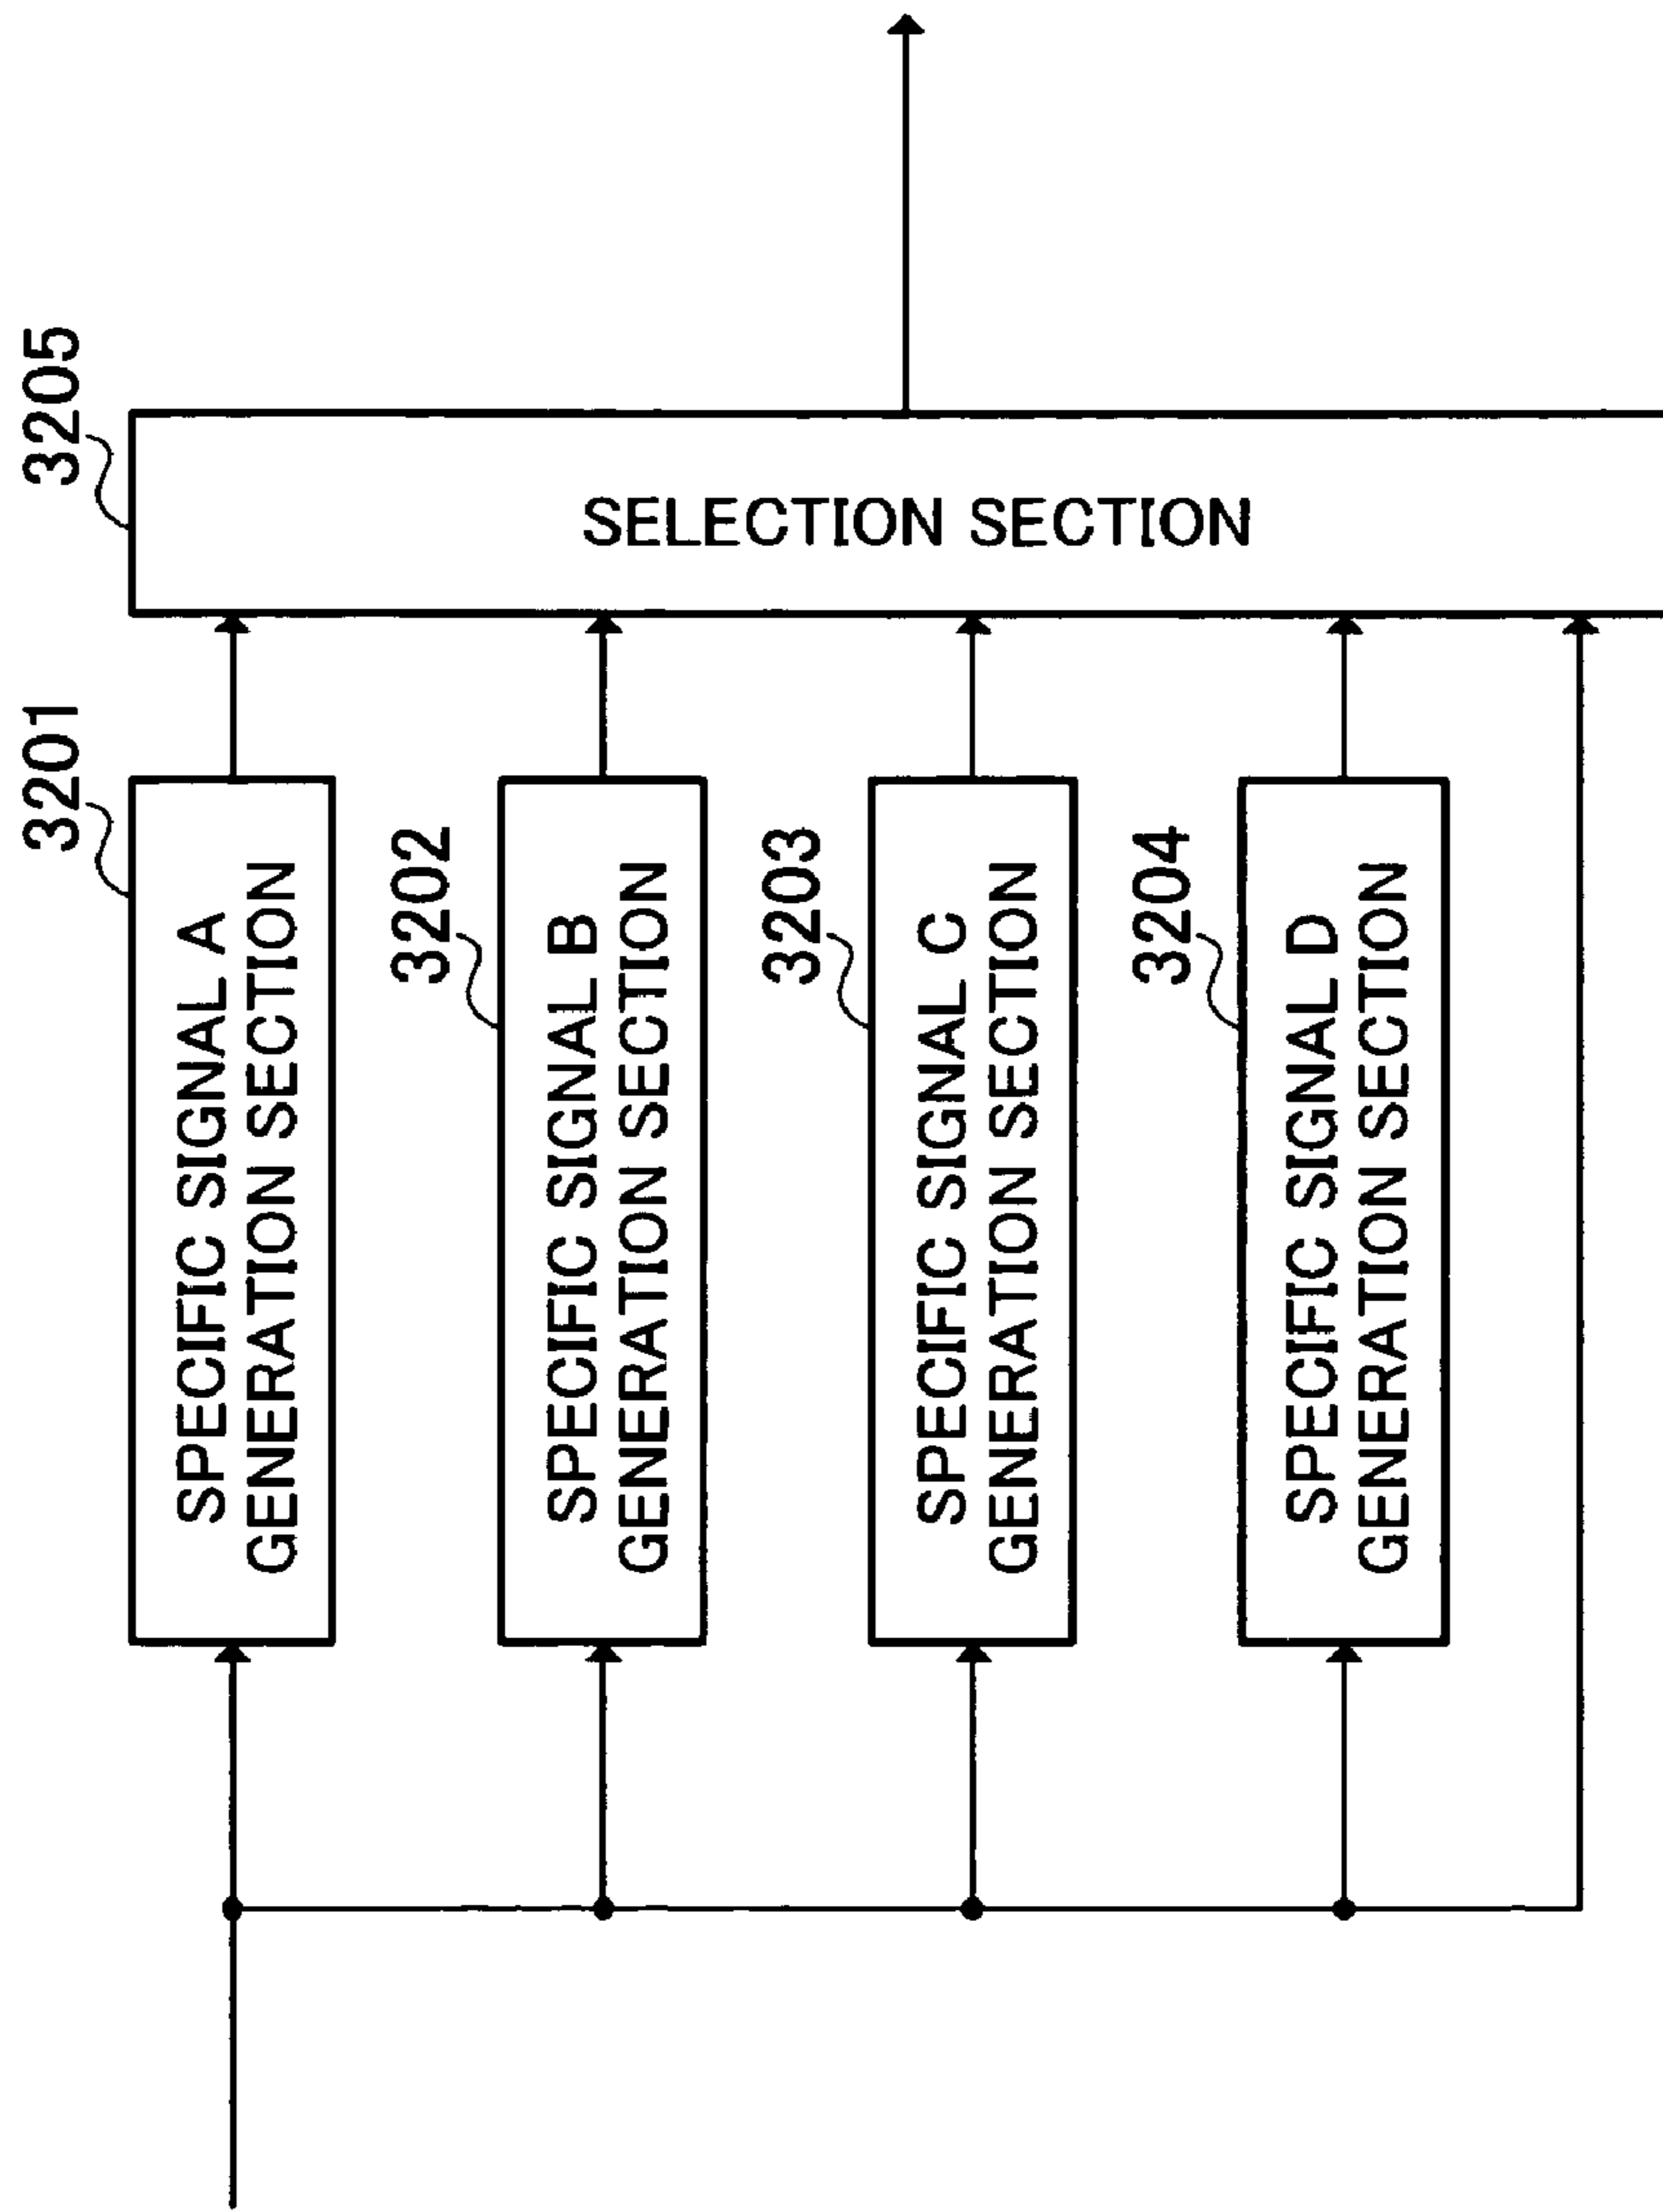 3201
SPECIFIC SIGNAL A
GENERATION SECTION
3202
SPECIFIC SIGNAL B
GENERATION SECTION
3203
SPECIFIC SIGNAL C
GENERATION SECTION
3204
SPECIFIC SIGNAL D
GENERATION SECTION
3205
SELECTION SECTION